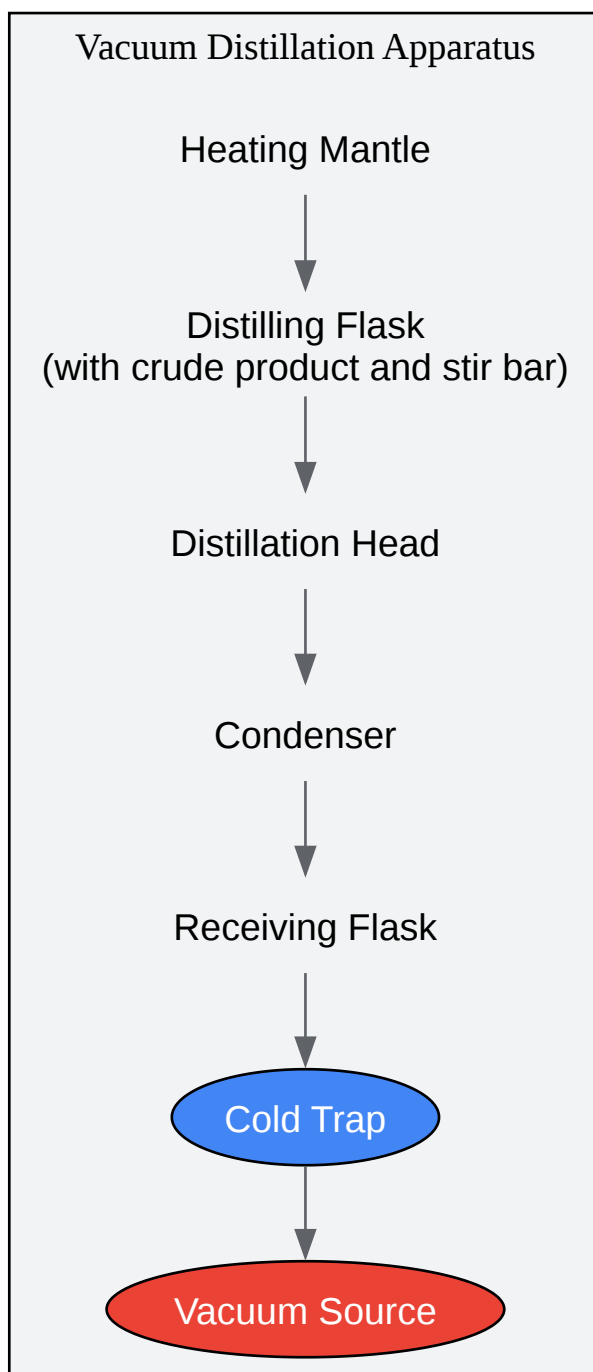 Vacuum Distillation Apparatus
Heating Mantle
Distilling Flask
(with crude product and stir bar)
Distillation Head
Condenser
Receiving Flask
Cold Trap
Vacuum Source